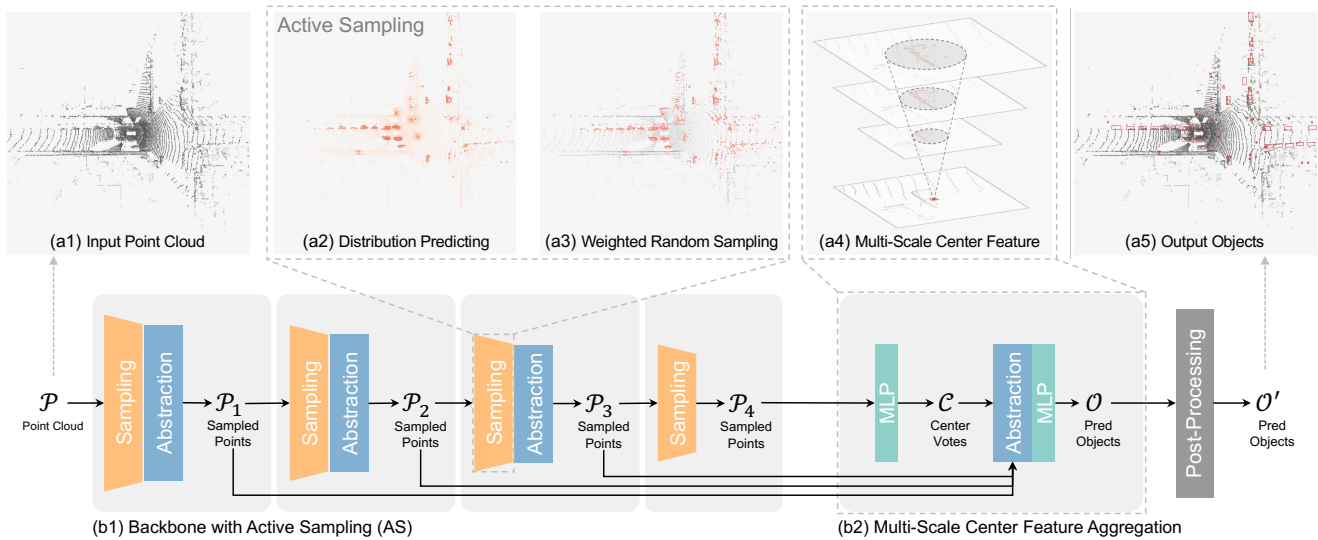 Active Sampling
(a1) Input Point Cloud
(a2) Distribution Predicting
(a3) Weighted Random Sampling
(a4) Multi-Scale Center Feature
(a5) Output Objects
𝒫
Point Cloud
Sampling
Abstraction
𝒫₁
Sampled
Points
Sampling
Abstraction
𝒫₂
Sampled
Points
Sampling
Abstraction
𝒫₃
Sampled
Points
Sampling
𝒫₄
Sampled
Points
MLP
𝒞
Center
Votes
Abstraction
MLP
𝒪
Pred
Objects
Post-Processing
𝒪′
Pred
Objects
(b1) Backbone with Active Sampling (AS)
(b2) Multi-Scale Center Feature Aggregation